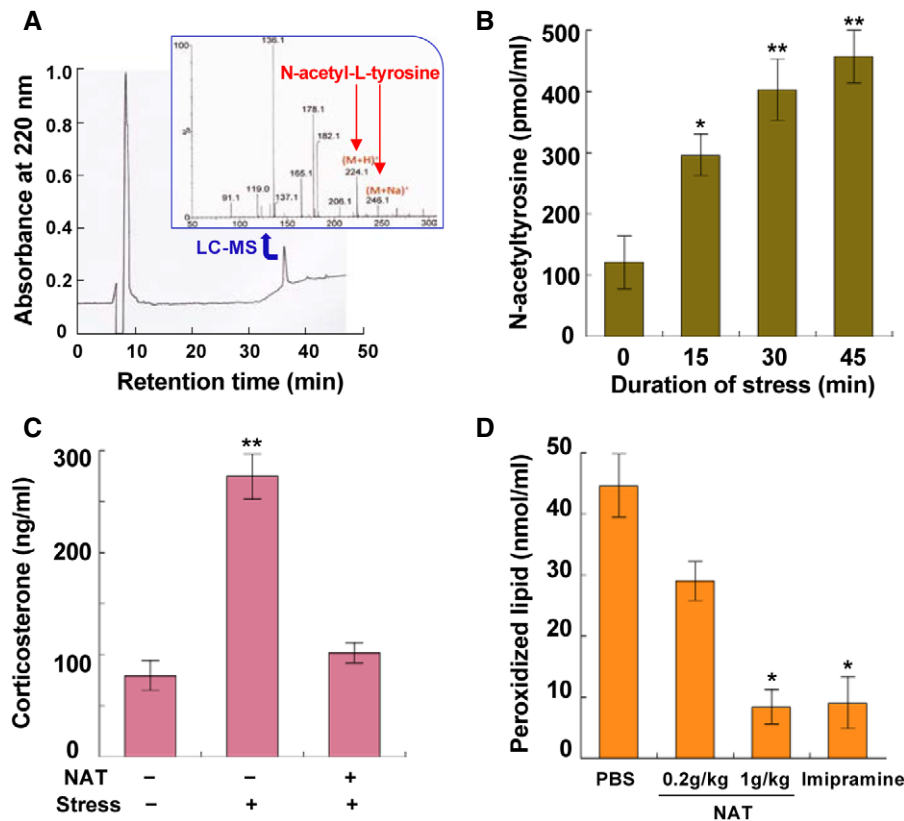 A
Absorbance at 220 nm
1.0
0.8
0.6
0.4
0.2
0
0 10 20 30 40 50
Retention time (min)
100
%
50 100 150 200 250 300
136.1
N-acetyl-L-tyrosine
178.1
182.1
(M+H)+
224.1
165.1
(M+Na)+
119.0
137.1
91.1
206.1
246.1
LC-MS
B
N-acetyltyrosine (pmol/ml)
500
400
300
200
100
0
*
**
**
0 15 30 45
Duration of stress (min)
C
Corticosterone (ng/ml)
300
200
100
0
**
NAT − − +
Stress − + +
D
Peroxidized lipid (nmol/ml)
50
40
30
20
10
0
*
*
PBS 0.2g/kg 1g/kg Imipramine
NAT